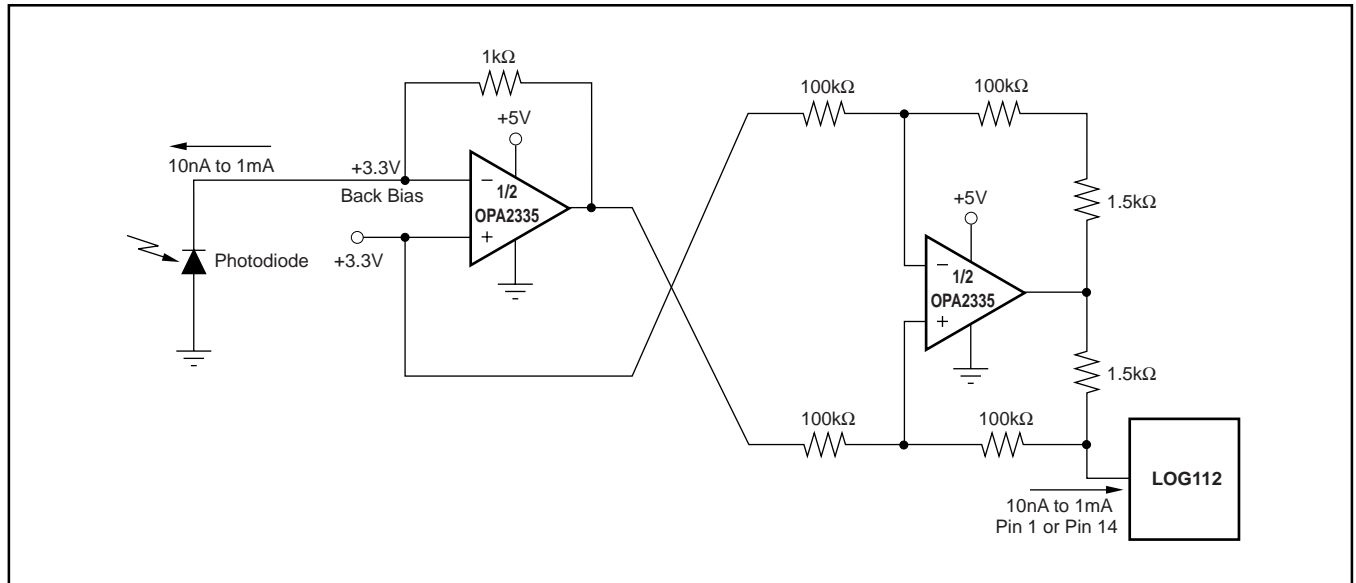 1kΩ
+5V
10nA to 1mA
+3.3V
Back Bias
−
1/2
OPA2335
+
+3.3V
Photodiode
100kΩ
100kΩ
1.5kΩ
+5V
−
1/2
OPA2335
+
1.5kΩ
100kΩ
100kΩ
LOG112
10nA to 1mA
Pin 1 or Pin 14